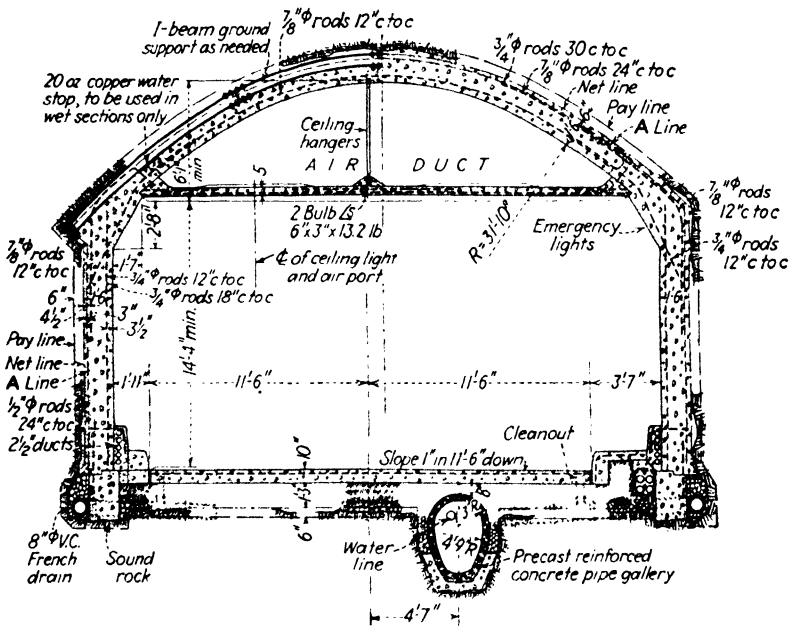 I-beam ground
support as needed
7/8"Φ rods 12"c to c
3/4"Φ rods 30 c to c
7/8"Φ rods 24"c to c
Net line
Pay line
A Line
20 oz copper water
stop, to be used in
wet sections only
Ceiling
hangers
AIR DUCT
5
2'8"
2 Bulb Ls
6"x3"x13.2 lb
R=31'-10"
Emergency
lights
7/8"Φ rods
12"c to c
3/4"Φ rods
12"c to c
7/8"Φ rods
12"c to c
1'-7"
3/4"Φ rods 12"c to c
3/4"Φ rods 18"c to c
℄ of ceiling light
and air port
6"
4½"
1'6"
3"
3½"
1'6"
Pay line
Net line
A Line
½"Φ rods
24"c to c
2½"ducts
14'-4"min.
1'-11"
11'-6"
11'-6"
3'-7"
Cleanout
10"
Slope 1" in 11'-6" down
13"
6"
8"
3'R
4'9"R
8"Φ V.C.
French
drain
Sound
rock
Water
line
Precast reinforced
concrete pipe gallery
4'-7"